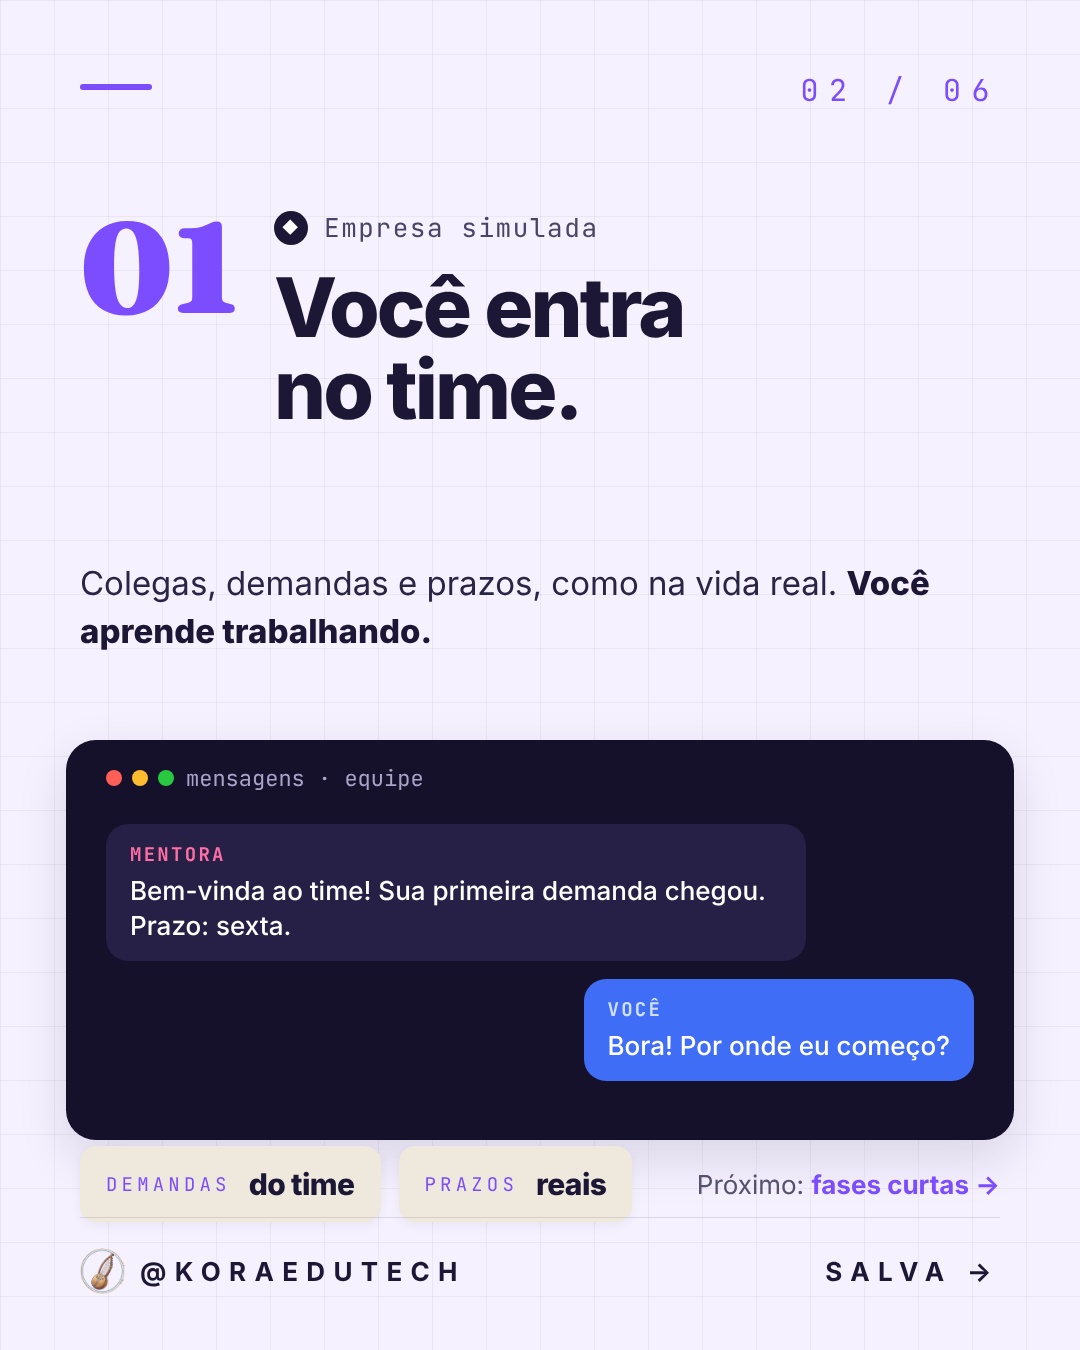 02 / 06
01
Empresa simulada
Você entra
no time.
Colegas, demandas e prazos, como na vida real. Você
aprende trabalhando.
mensagens · equipe
MENTORA
Bem-vinda ao time! Sua primeira demanda chegou.
Prazo: sexta.
VOCÊ
Bora! Por onde eu começo?
DEMANDAS do time
PRAZOS reais
Próximo: fases curtas →
@KORAEDUTECH
SALVA →